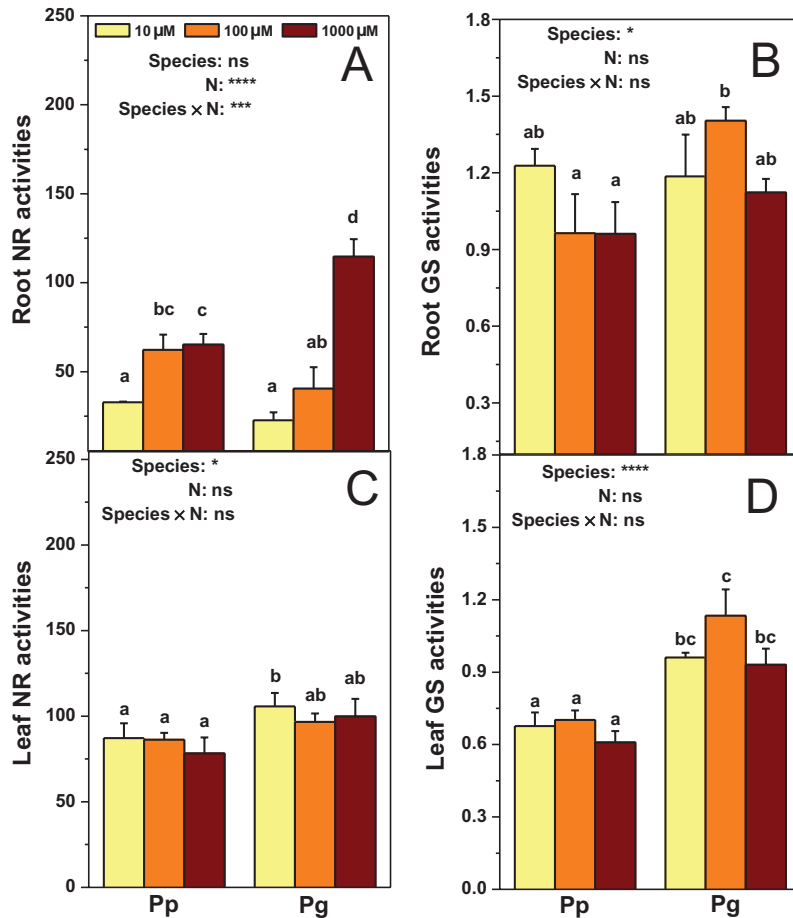 10 µM 100 µM 1000 µM
A
Species: ns
N: ****
Species × N: ***
250
200
150
100
50
Root NR activities
a bc c a ab d
B
Species: *
N: ns
Species × N: ns
1.8
1.5
1.2
0.9
0.6
0.3
Root GS activities
ab a a ab b ab
C
Species: *
N: ns
Species × N: ns
250
200
150
100
50
0
Leaf NR activities
a a a b ab ab
Pp Pg
D
Species: ****
N: ns
Species × N: ns
1.8
1.5
1.2
0.9
0.6
0.3
0.0
Leaf GS activities
a a a bc c bc
Pp Pg